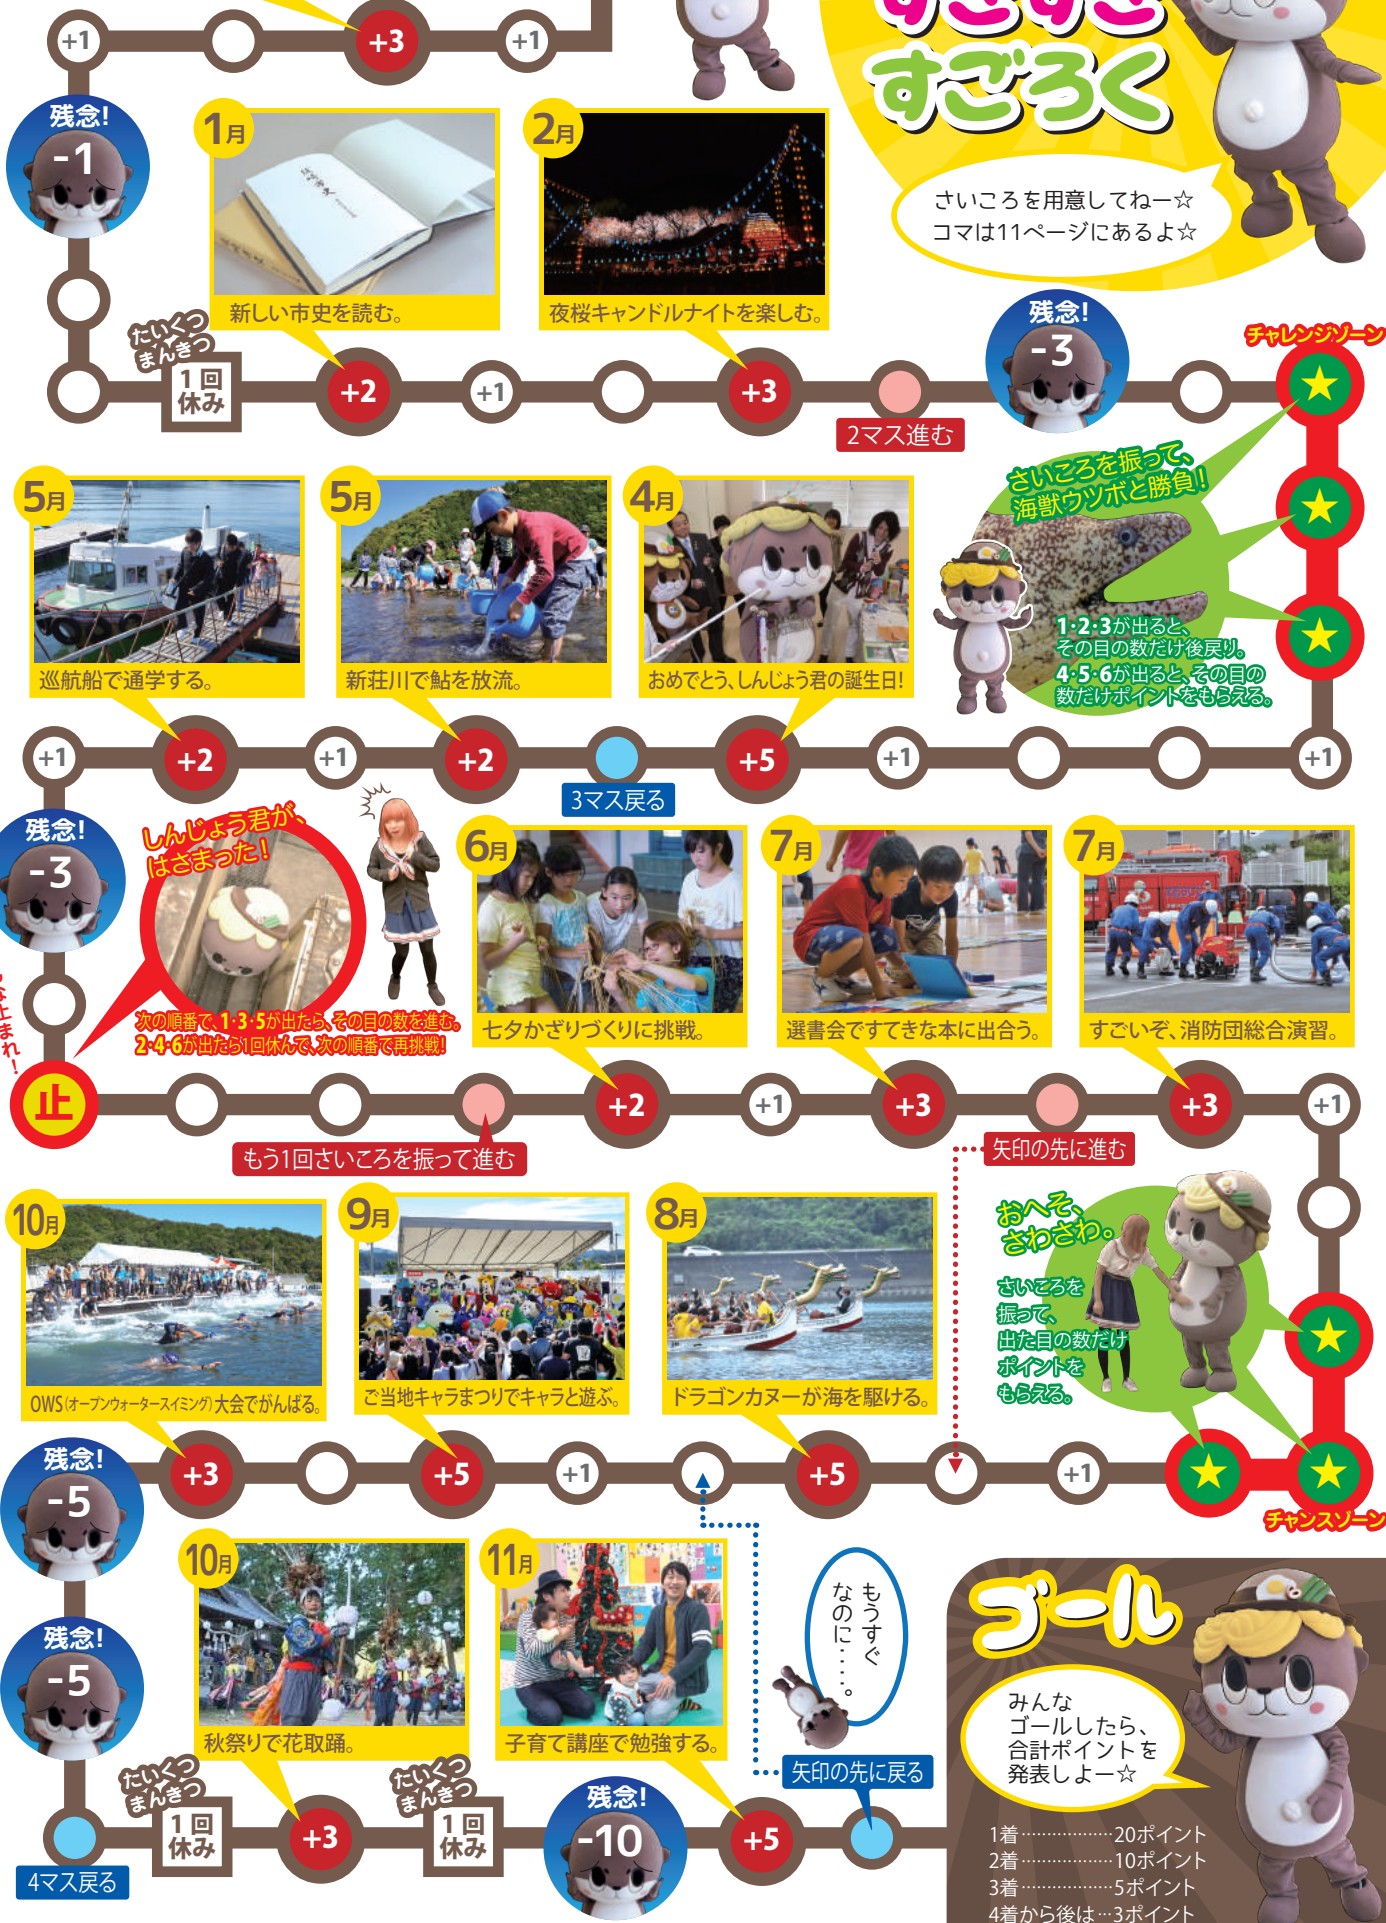 すごすご
すごろく
さいころを用意してねー☆
コマは11ページにあるよ☆
+1
+3
+1
残念!
-1
1月
新しい市史を読む。
2月
夜桜キャンドルナイトを楽しむ。
たいくつ
まんきつ
1回
休み
+2
+1
+3
2マス進む
残念!
-3
チャレンジゾーン
さいころを振って、
海獣ウツボと勝負!
1・2・3が出ると、
その目の数だけ後戻り。
4・5・6が出ると、その目の
数だけポイントをもらえる。
5月
巡航船で通学する。
5月
新荘川で鮎を放流。
4月
おめでとう、しんじょう君の誕生日!
+1
+2
+1
+2
3マス戻る
+5
+1
+1
残念!
-3
しんじょう君が、
はさまった!
次の順番で、1・3・5が出たら、その目の数を進む。
2・4・6が出たら1回休んで、次の順番で再挑戦!
6月
七夕かざりづくりに挑戦。
7月
選書会ですてきな本に出合う。
7月
すごいぞ、消防団総合演習。
止まれ!
止
もう1回さいころを振って進む
+2
+1
+3
矢印の先に進む
+3
+1
おへそ、
さわさわ。
さいころを
振って、
出た目の数だけ
ポイントを
もらえる。
10月
OWS(オープンウォータースイミング)大会でがんばる。
9月
ご当地キャラまつりでキャラと遊ぶ。
8月
ドラゴンカヌーが海を駆ける。
チャンスゾーン
+3
+5
+1
+5
+1
残念!
-5
残念!
-5
10月
秋祭りで花取踊。
11月
子育て講座で勉強する。
もうすぐ
なのに‥‥。
矢印の先に戻る
4マス戻る
たいくつ
まんきつ
1回
休み
+3
たいくつ
まんきつ
1回
休み
残念!
-10
+5
ゴール
みんな
ゴールしたら、
合計ポイントを
発表しよー☆
1着………………20ポイント
2着………………10ポイント
3着………………5ポイント
4着から後は…3ポイント